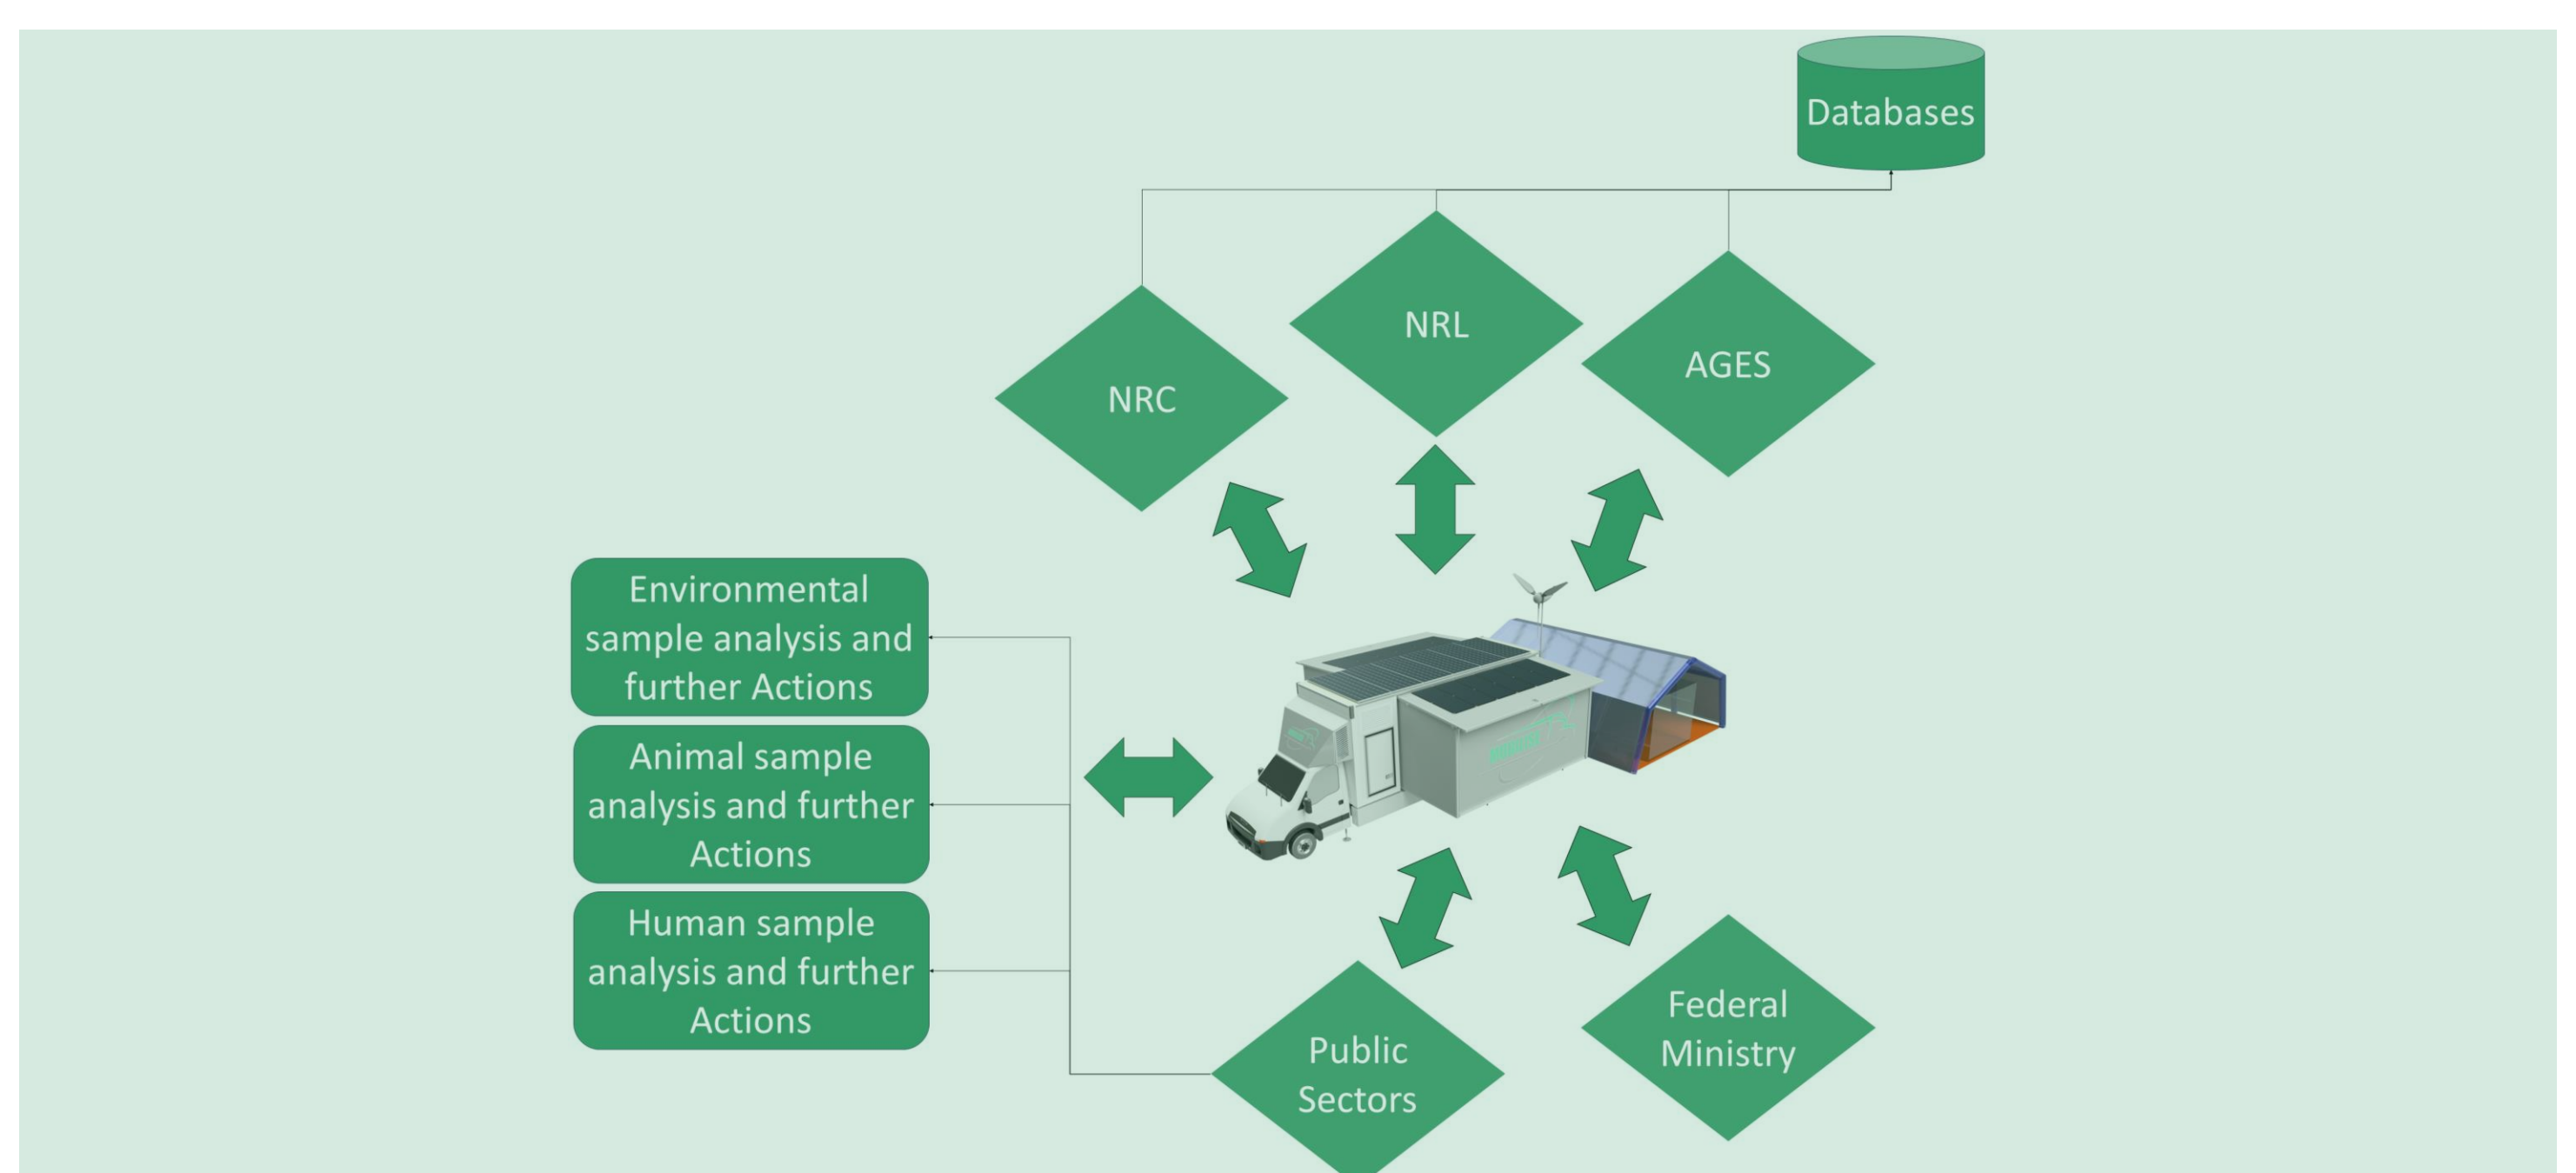 Databases
NRL
AGES
NRC
Environmental
sample analysis and
further Actions
Animal sample
analysis and further
Actions
Human sample
analysis and further
Actions
Federal
Ministry
Public
Sectors